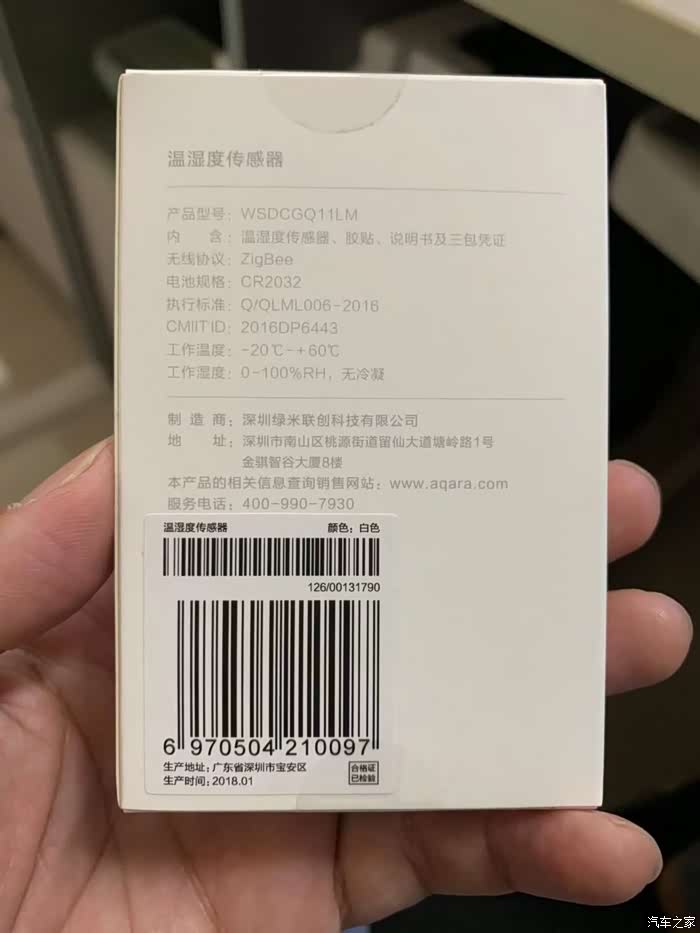 温湿度传感器
产品型号：WSDCGQ11LM
内　　含：温湿度传感器、胶贴、说明书及三包凭证
无线协议：ZigBee
电池规格：CR2032
执行标准：Q/QLML006-2016
CMIIT ID：2016DP6443
工作温度：-20℃-+60℃
工作湿度：0-100%RH，无冷凝
制 造 商：深圳绿米联创科技有限公司
地　　址：深圳市南山区桃源街道留仙大道塘岭路1号
金骐智谷大厦8楼
本产品的相关信息查询销售网站：www.aqara.com
服务电话：400-990-7930
温湿度传感器 颜色：白色
126/00131790
6 970504 210097
生产地址：广东省深圳市宝安区
生产时间：2018.01
合格证
已检验
汽车之家